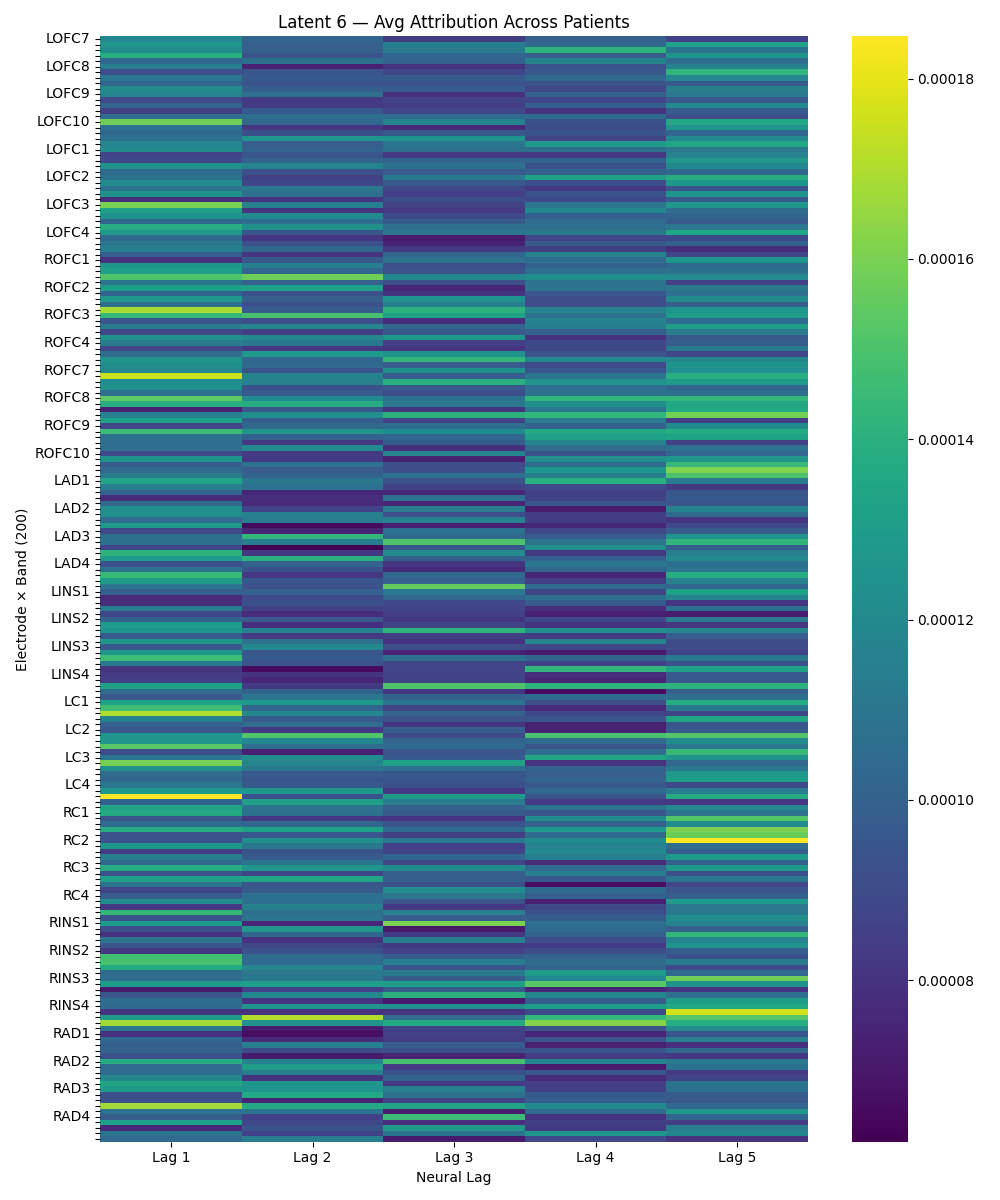 Latent 6 — Avg Attribution Across Patients
LOFC7
LOFC8
LOFC9
LOFC10
LOFC1
LOFC2
LOFC3
LOFC4
ROFC1
ROFC2
ROFC3
ROFC4
ROFC7
ROFC8
ROFC9
ROFC10
LAD1
LAD2
LAD3
LAD4
LINS1
LINS2
LINS3
LINS4
LC1
LC2
LC3
LC4
RC1
RC2
RC3
RC4
RINS1
RINS2
RINS3
RINS4
RAD1
RAD2
RAD3
RAD4
Electrode × Band (200)
Lag 1
Lag 2
Lag 3
Lag 4
Lag 5
Neural Lag
0.00018
0.00016
0.00014
0.00012
0.00010
0.00008